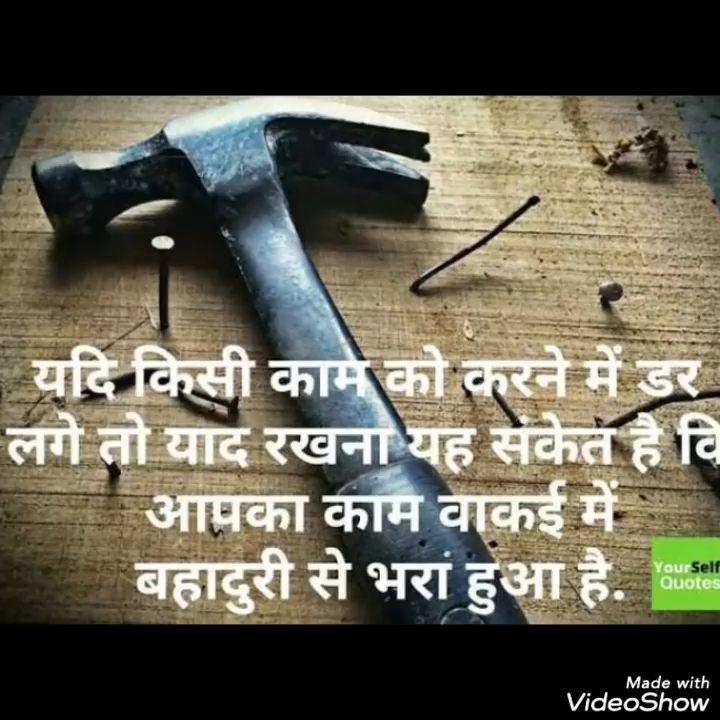 यदि किसी काम को करने में डर
लगे तो याद रखना यह संकेत है कि
आपका काम वाकई में
बहादुरी से भरा हुआ है.
YourSelf
Quotes
Made with
VideoShow